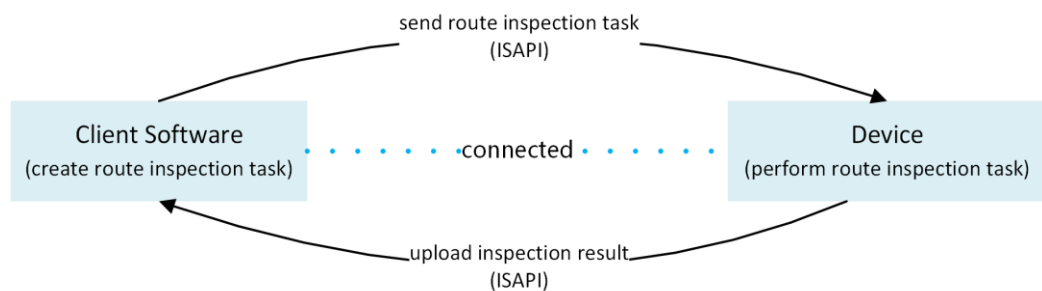 send route inspection task
(ISAPI)
Client Software
(create route inspection task)
connected
Device
(perform route inspection task)
upload inspection result
(ISAPI)